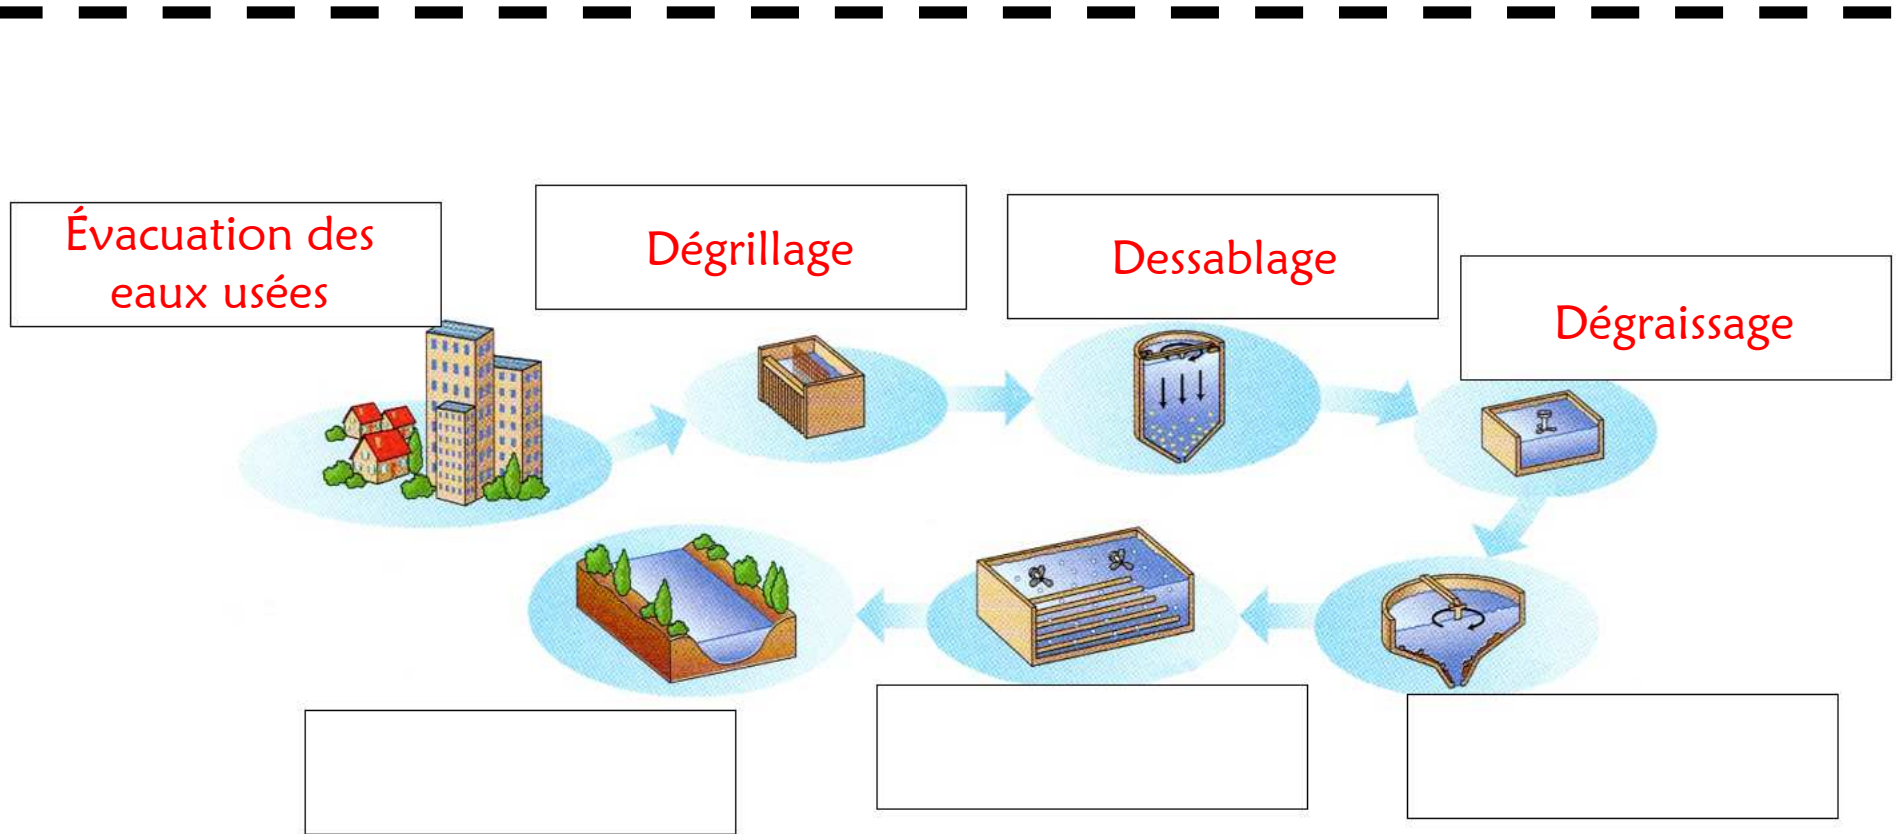 Évacuation des
eaux usées
Dégrillage
Dessablage
Dégraissage